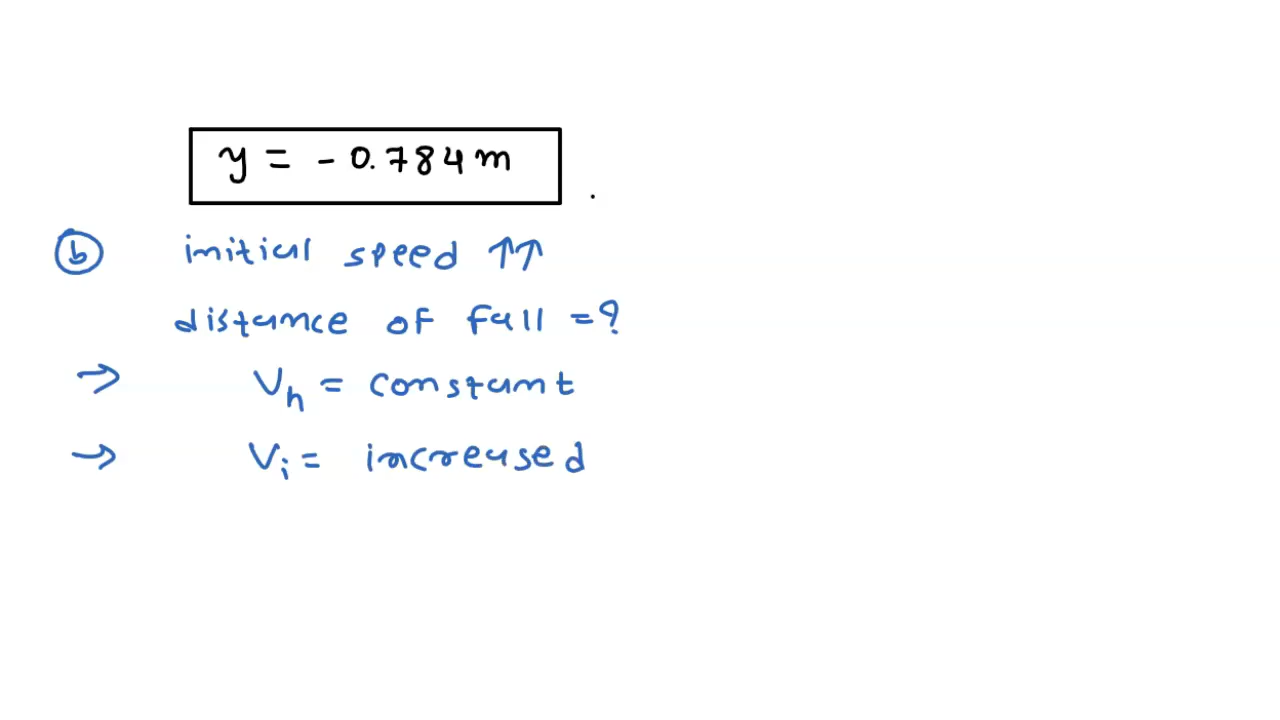 y = - 0.784 m
b initial speed ↑↑
distance of fall = ?
→ Vh = constant
→ Vi = increased